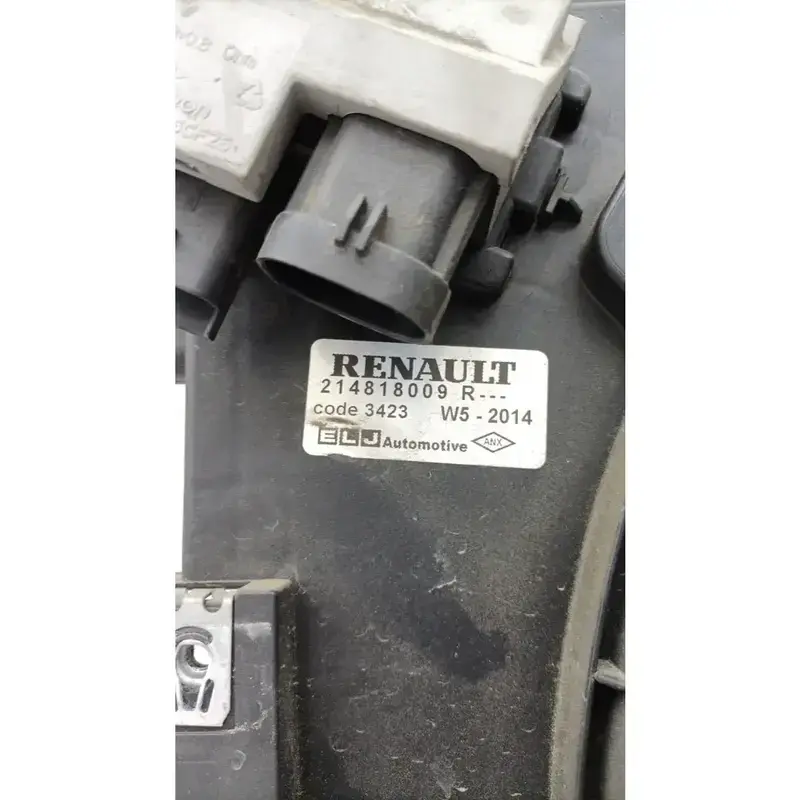 RENAULT
214818009 R---
code 3423 W5 - 2014
ELJ Automotive ANX